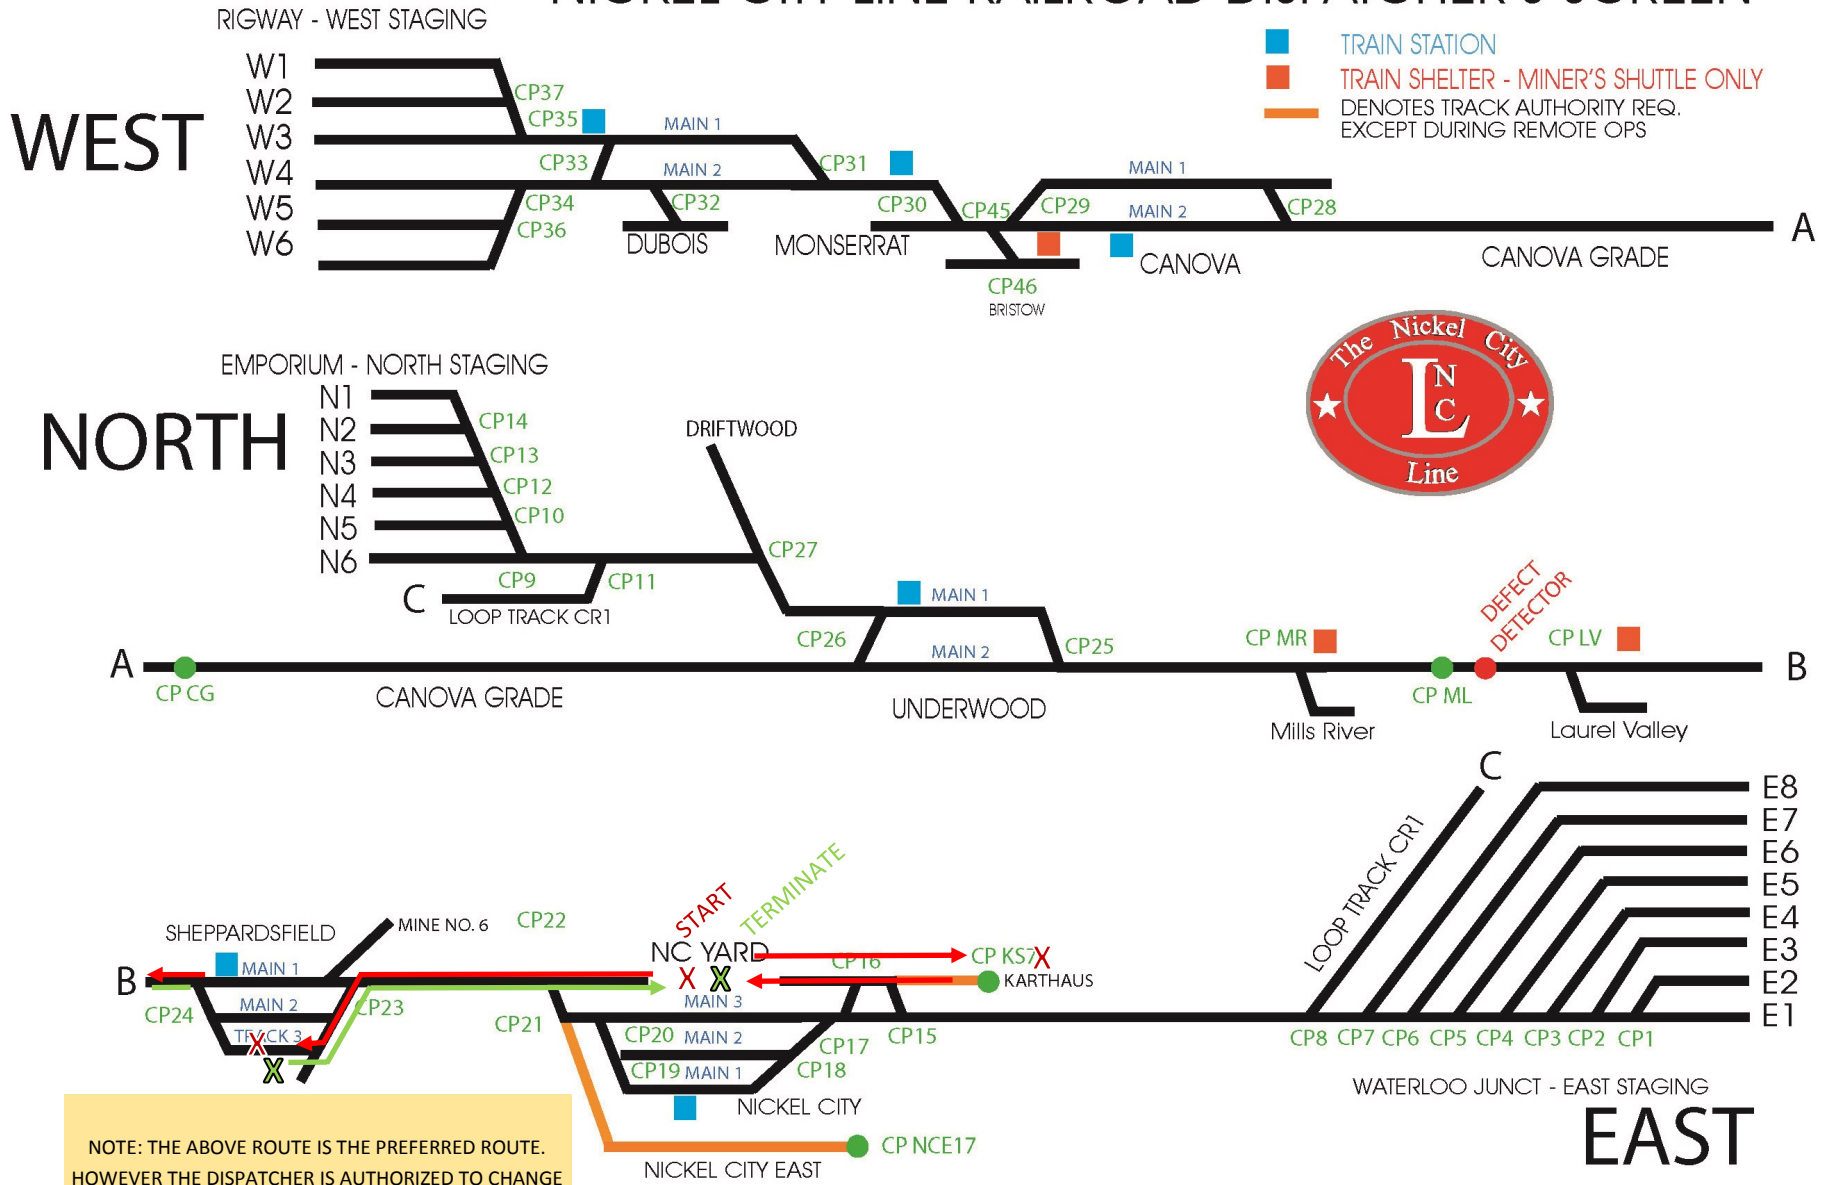 NICKEL CITY LINE RAILROAD DISPATCHER'S SCREEN
RIGWAY - WEST STAGING
TRAIN STATION
TRAIN SHELTER - MINER'S SHUTTLE ONLY
DENOTES TRACK AUTHORITY REQ.
EXCEPT DURING REMOTE OPS
WEST
W1
W2
W3
W4
W5
W6
CP37
CP35
CP33
CP34
CP36
MAIN 1
MAIN 2
CP32
DUBOIS
CP31
MONSERRAT
CP30
CP45
CP29
CP46
BRISTOW
MAIN 1
MAIN 2
CANOVA
CP28
CANOVA GRADE
A
The Nickel City
L N C
Line
EMPORIUM - NORTH STAGING
NORTH
N1
N2
N3
N4
N5
N6
CP14
CP13
CP12
CP10
CP9
CP11
C
LOOP TRACK CR1
DRIFTWOOD
CP27
CP26
MAIN 1
MAIN 2
CP25
CP MR
DEFECT
DETECTOR
CP LV
A
CP CG
CANOVA GRADE
UNDERWOOD
Mills River
CP ML
Laurel Valley
B
C
LOOP TRACK CR1
E8
E7
E6
E5
E4
E3
E2
E1
SHEPPARDSFIELD
MINE NO. 6
CP22
START
TERMINATE
NC YARD
B
MAIN 1
MAIN 2
TRACK 3
X
X
CP24
CP23
CP21
X
X
MAIN 3
CP16
CP KS7
X
KARTHAUS
CP20
MAIN 2
CP19
MAIN 1
CP17
CP18
CP15
NICKEL CITY
CP NCE17
NICKEL CITY EAST
CP8
CP7
CP6
CP5
CP4
CP3
CP2
CP1
WATERLOO JUNCT - EAST STAGING
EAST
NOTE: THE ABOVE ROUTE IS THE PREFERRED ROUTE.
HOWEVER THE DISPATCHER IS AUTHORIZED TO CHANGE